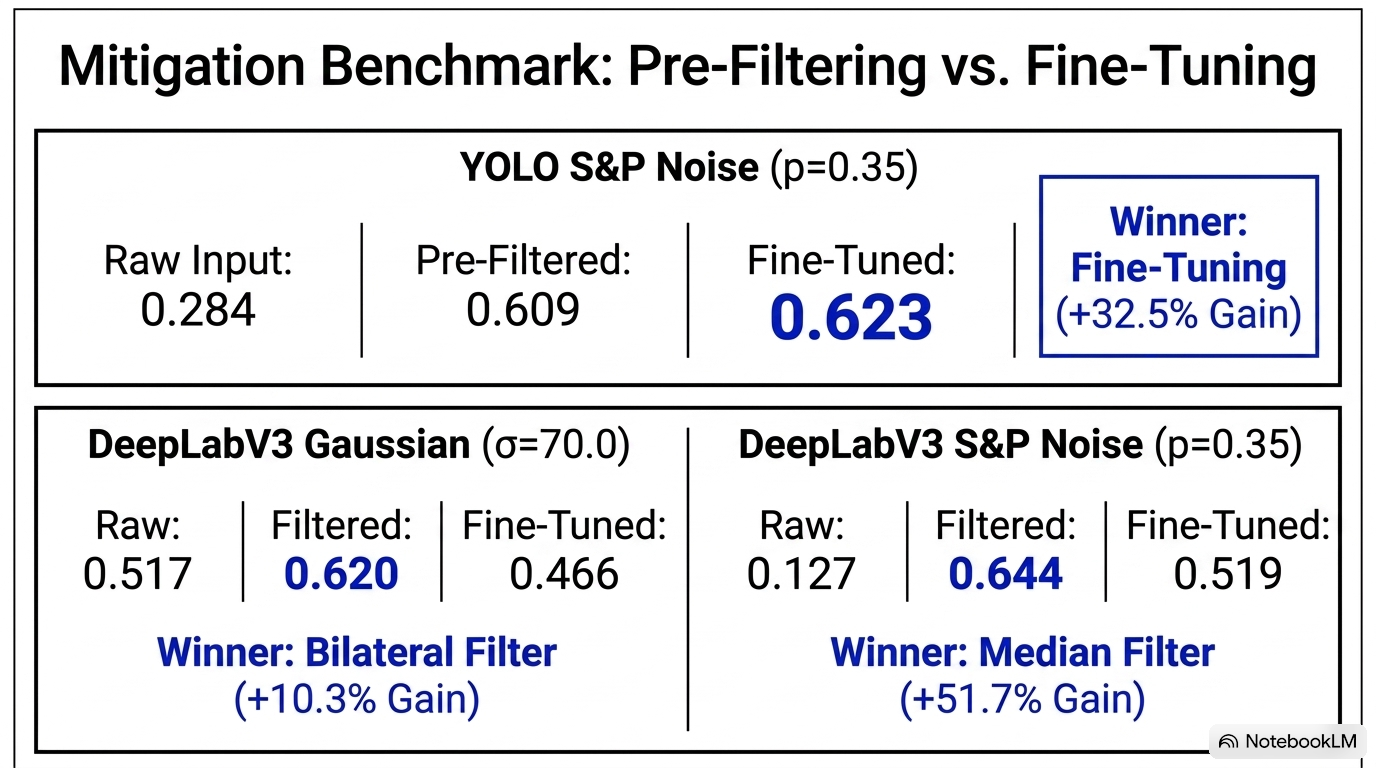 Mitigation Benchmark: Pre-Filtering vs. Fine-Tuning
YOLO S&P Noise (p=0.35)
Raw Input:
0.284
Pre-Filtered:
0.609
Fine-Tuned:
0.623
Winner:
Fine-Tuning
(+32.5% Gain)
DeepLabV3 Gaussian (σ=70.0)
Raw:
0.517
Filtered:
0.620
Fine-Tuned:
0.466
Winner: Bilateral Filter
(+10.3% Gain)
DeepLabV3 S&P Noise (p=0.35)
Raw:
0.127
Filtered:
0.644
Fine-Tuned:
0.519
Winner: Median Filter
(+51.7% Gain)
NotebookLM